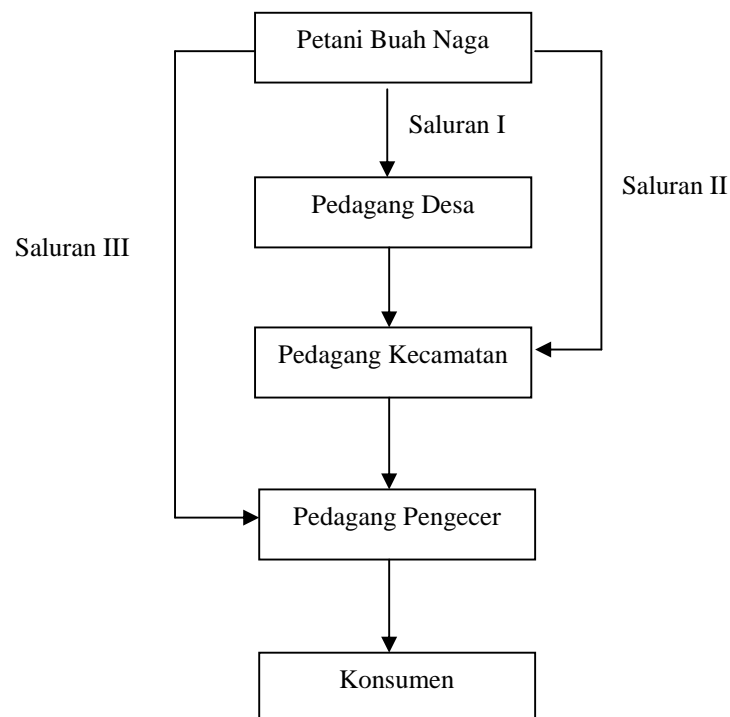 Petani Buah Naga
Saluran I
Pedagang Desa
Saluran II
Saluran III
Pedagang Kecamatan
Pedagang Pengecer
Konsumen